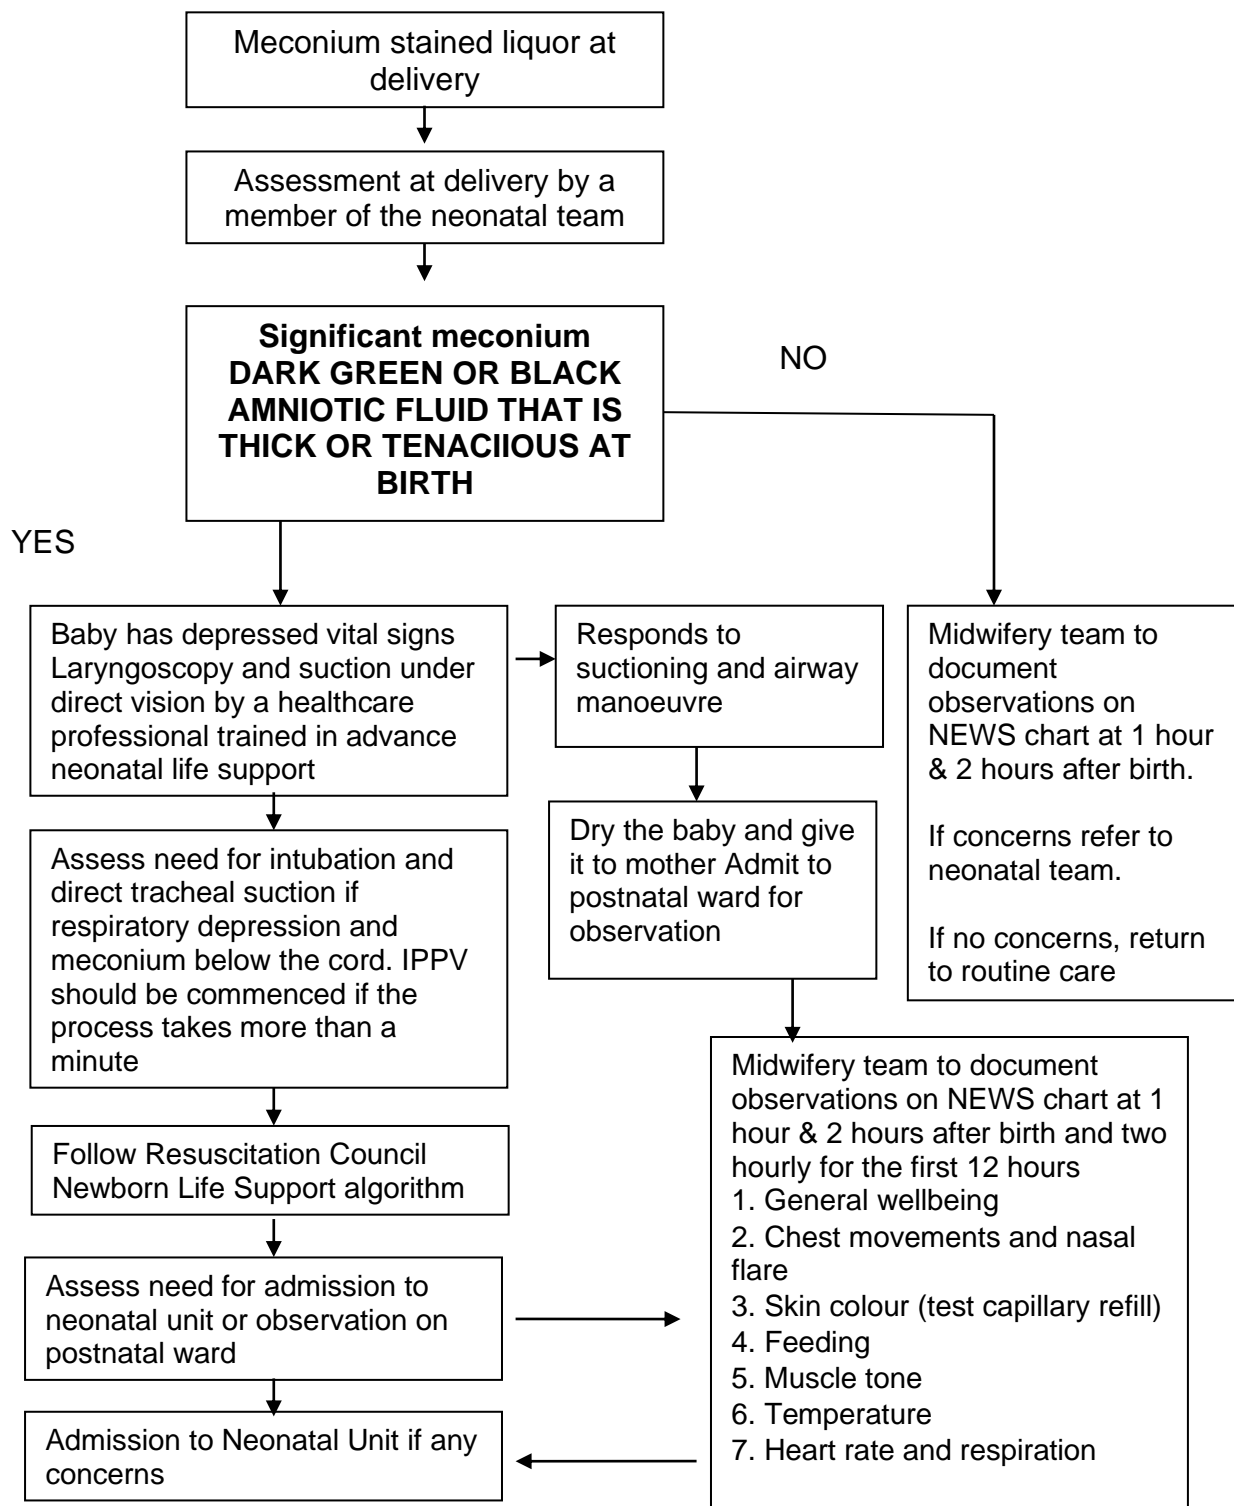 Meconium stained liquor at
delivery
Assessment at delivery by a
member of the neonatal team
Significant meconium
DARK GREEN OR BLACK
AMNIOTIC FLUID THAT IS
THICK OR TENACIIOUS AT
BIRTH
NO
YES
Baby has depressed vital signs
Laryngoscopy and suction under
direct vision by a healthcare
professional trained in advance
neonatal life support
Responds to
suctioning and airway
manoeuvre
Midwifery team to
document
observations on
NEWS chart at 1 hour
& 2 hours after birth.
If concerns refer to
neonatal team.
If no concerns, return
to routine care
Dry the baby and give
it to mother Admit to
postnatal ward for
observation
Assess need for intubation and
direct tracheal suction if
respiratory depression and
meconium below the cord. IPPV
should be commenced if the
process takes more than a
minute
Midwifery team to document
observations on NEWS chart at 1
hour & 2 hours after birth and two
hourly for the first 12 hours
1. General wellbeing
2. Chest movements and nasal
flare
3. Skin colour (test capillary refill)
4. Feeding
5. Muscle tone
6. Temperature
7. Heart rate and respiration
Follow Resuscitation Council
Newborn Life Support algorithm
Assess need for admission to
neonatal unit or observation on
postnatal ward
Admission to Neonatal Unit if any
concerns